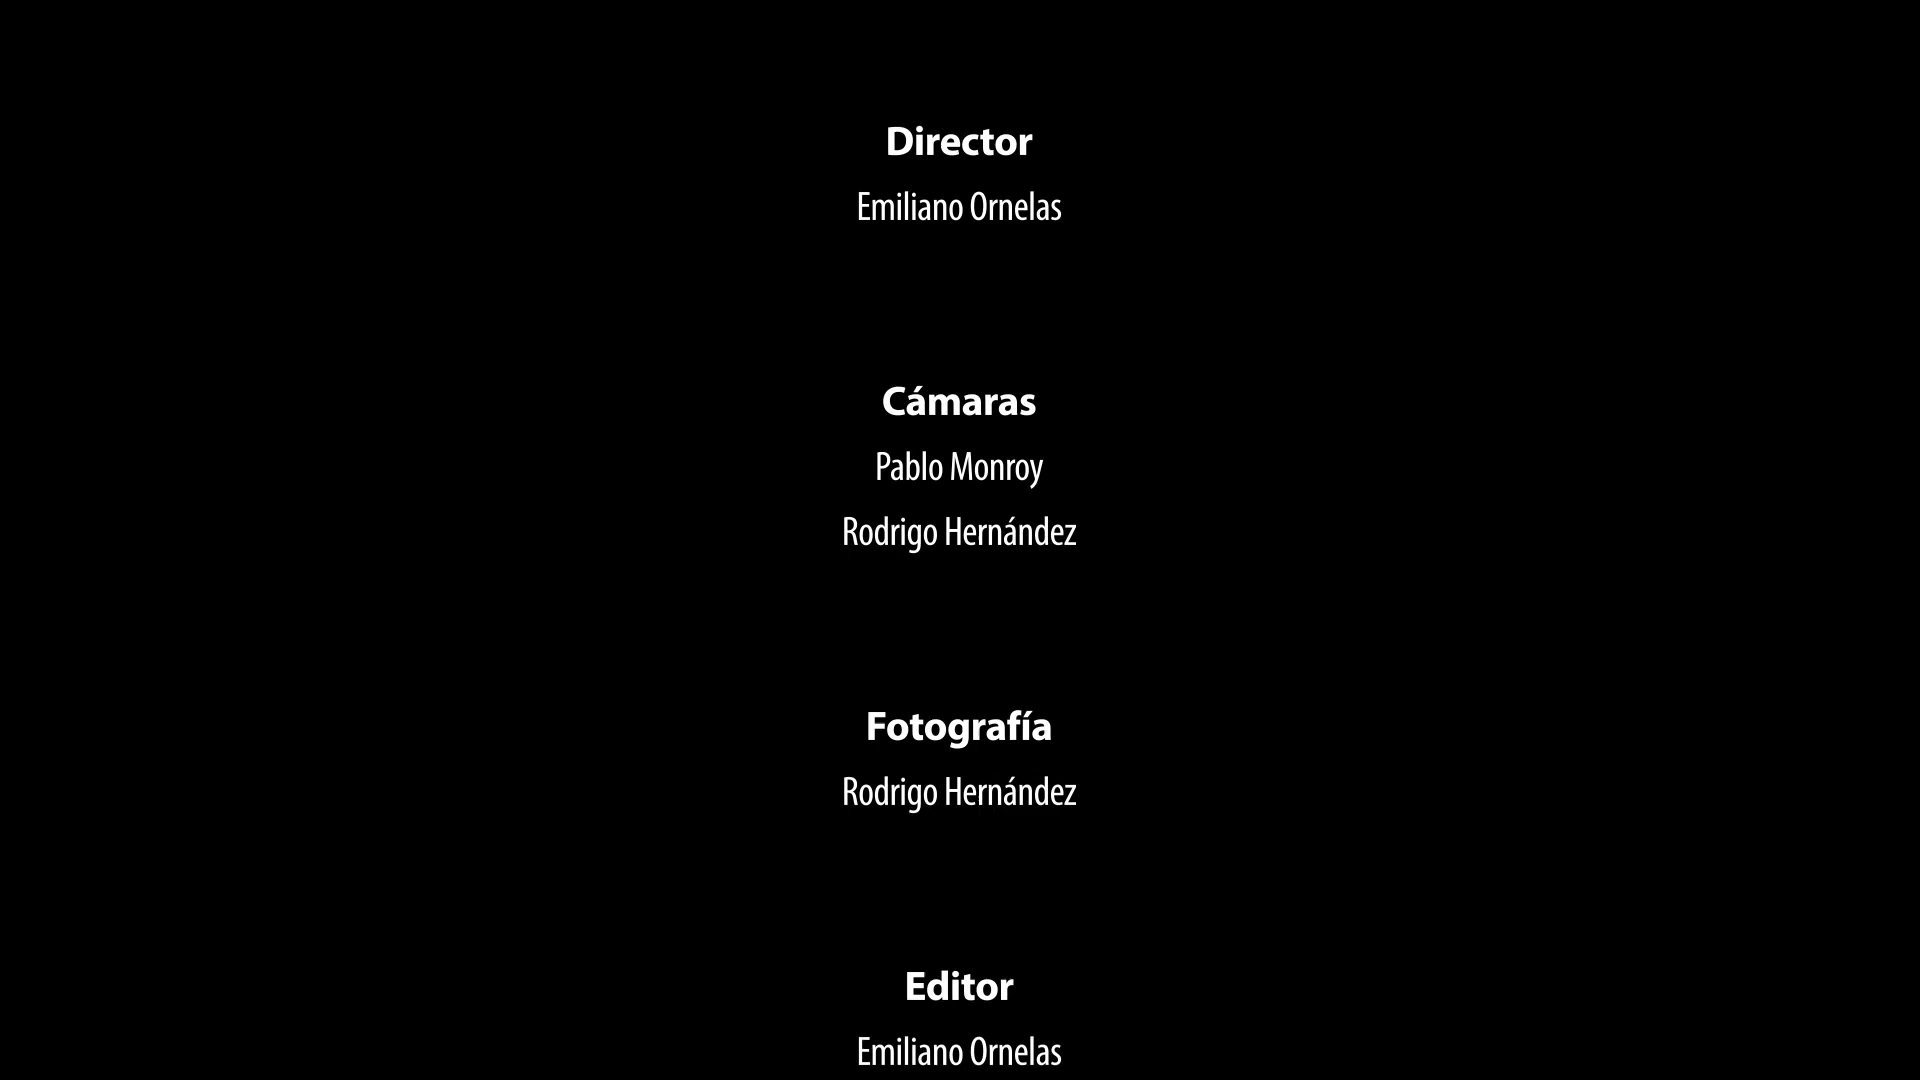 Director
Emiliano Ornelas
Cámaras
Pablo Monroy
Rodrigo Hernández
Fotografía
Rodrigo Hernández
Editor
Emiliano Ornelas